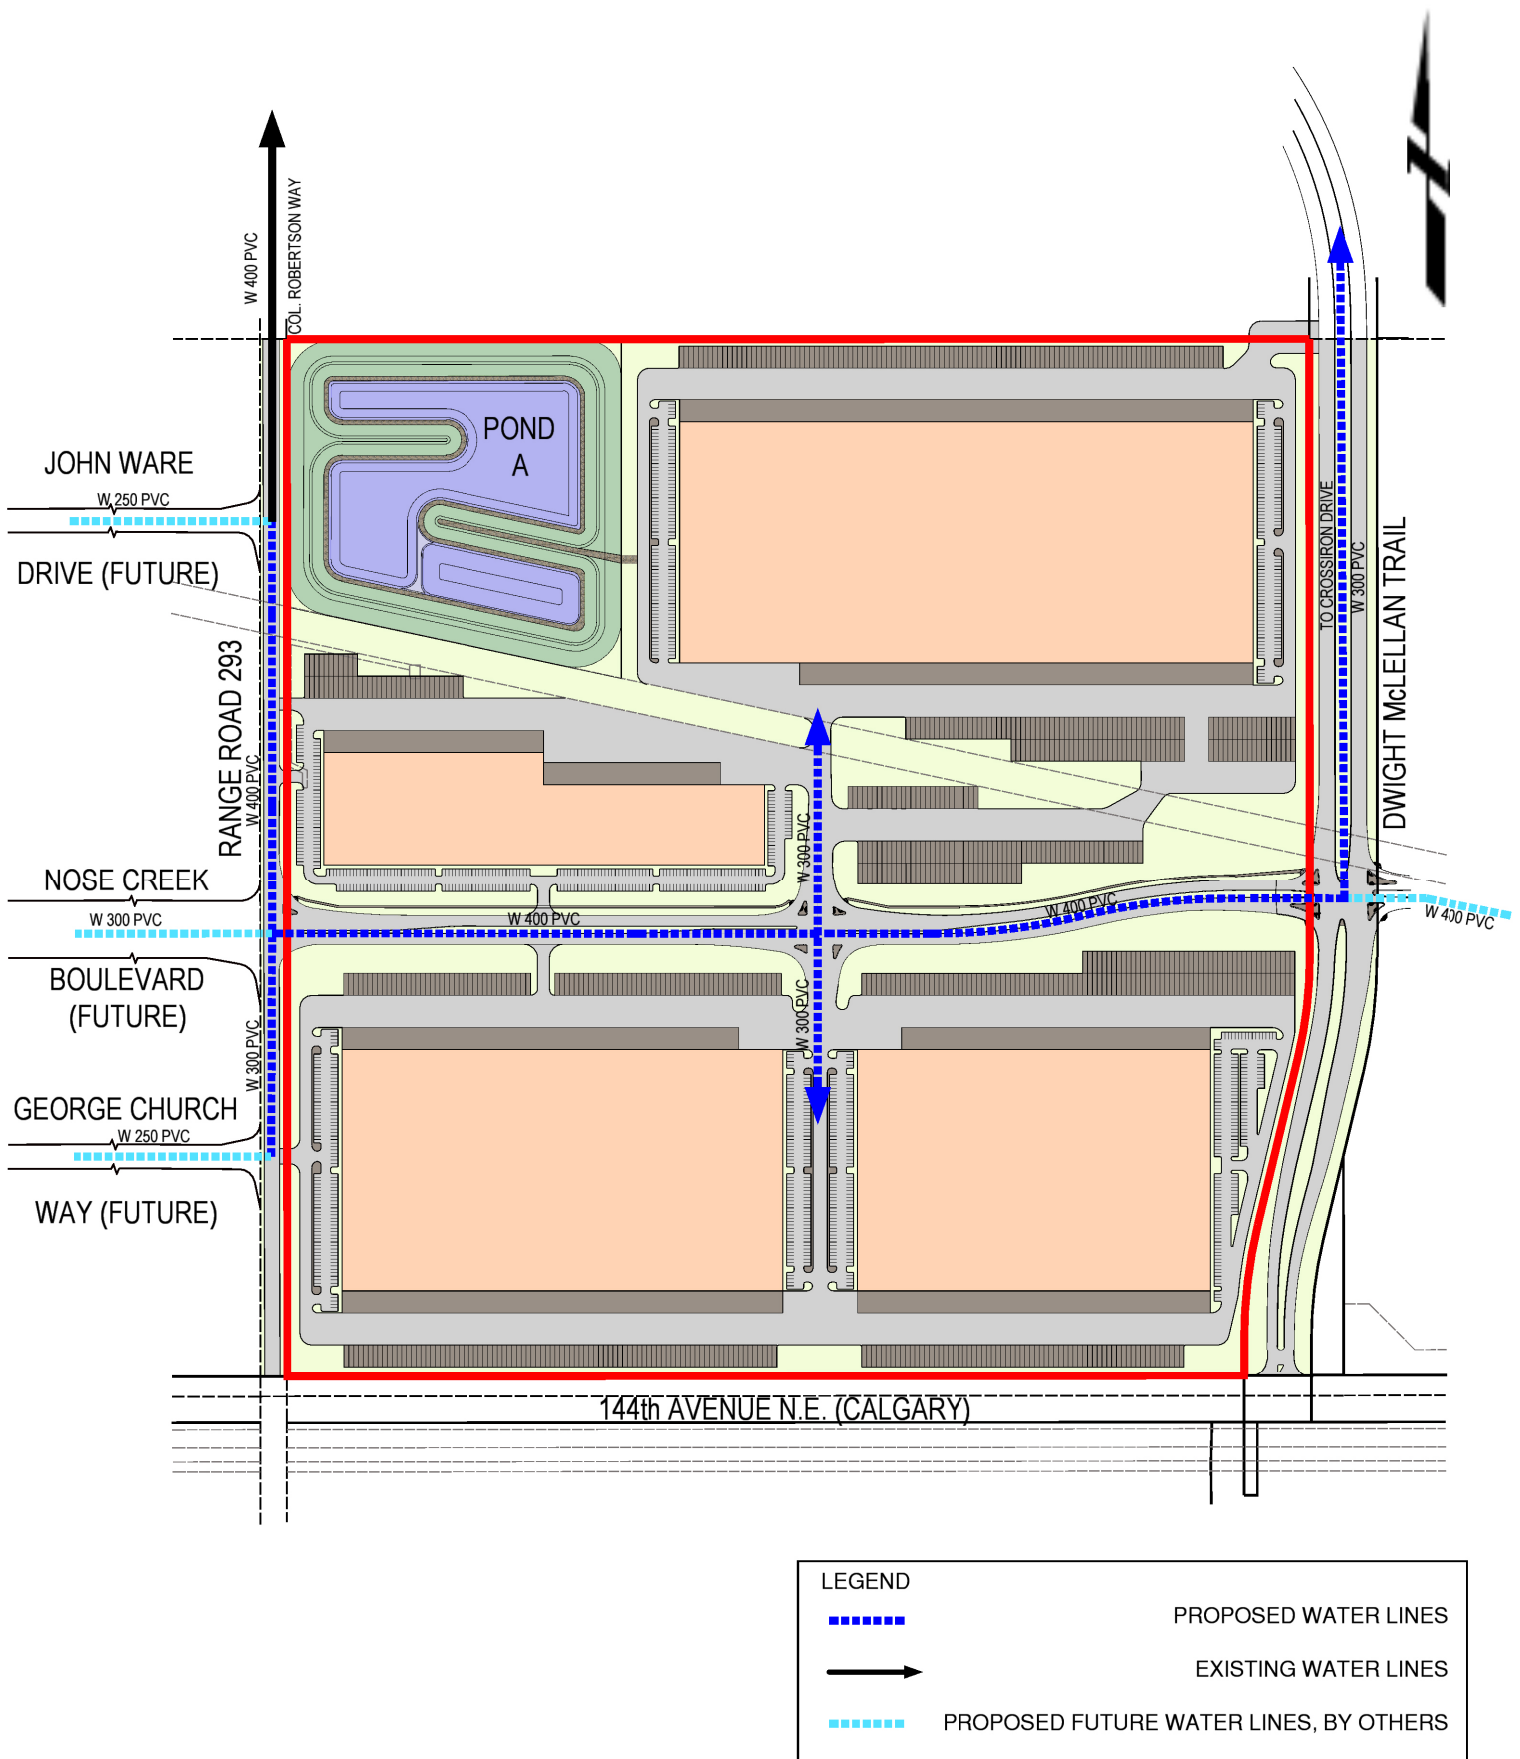 W 400 PVC
COL. ROBERTSON WAY
POND
A
JOHN WARE
W 250 PVC
DRIVE (FUTURE)
TO CROSSIRON DRIVE
W 300 PVC
DWIGHT McLELLAN TRAIL
RANGE ROAD 293
W 400 PVC
W 300 PVC
NOSE CREEK
W 300 PVC
BOULEVARD
(FUTURE)
W 400 PVC
W 400 PVC
W 400 PVC
W 300 PVC
W 300 PVC
GEORGE CHURCH
W 250 PVC
WAY (FUTURE)
144th AVENUE N.E. (CALGARY)
LEGEND
PROPOSED WATER LINES
EXISTING WATER LINES
PROPOSED FUTURE WATER LINES, BY OTHERS